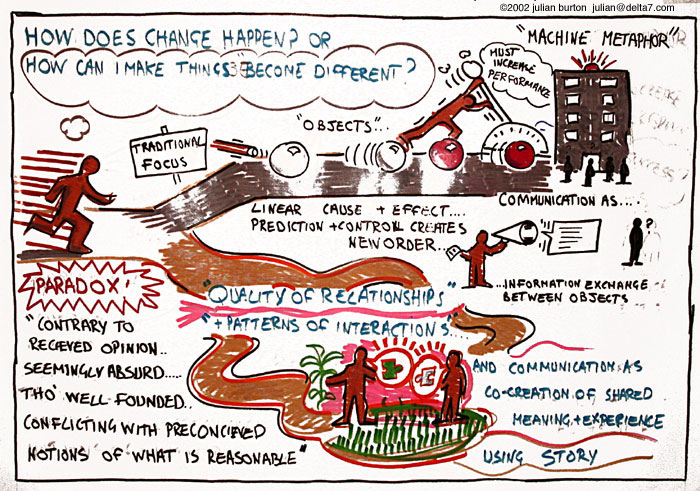 ©2002 julian burton julian@delta7.com
HOW DOES CHANGE HAPPEN? OR
HOW CAN I MAKE THINGS BECOME DIFFERENT?
"MACHINE METAPHOR"
MUST
INCREASE
PERFORMANCE
"OBJECTS"...
TRADITIONAL
FOCUS
LINEAR CAUSE + EFFECT....
PREDICTION + CONTROL CREATES
NEW ORDER..
COMMUNICATION AS....
?
...INFORMATION EXCHANGE
BETWEEN OBJECTS
PARADOX!
"CONTRARY TO
RECIEVED OPINION..
SEEMINGLY ABSURD.....
THO' WELL FOUNDED..
CONFLICTING WITH PRECONCIEVED
NOTIONS OF WHAT IS REASONABLE"
"QUALITY OF RELATIONSHIPS"
"+ PATTERNS OF INTERACTIONS....
AND COMMUNICATION AS
CO-CREATION OF SHARED
MEANING + EXPERIENCE
USING STORY